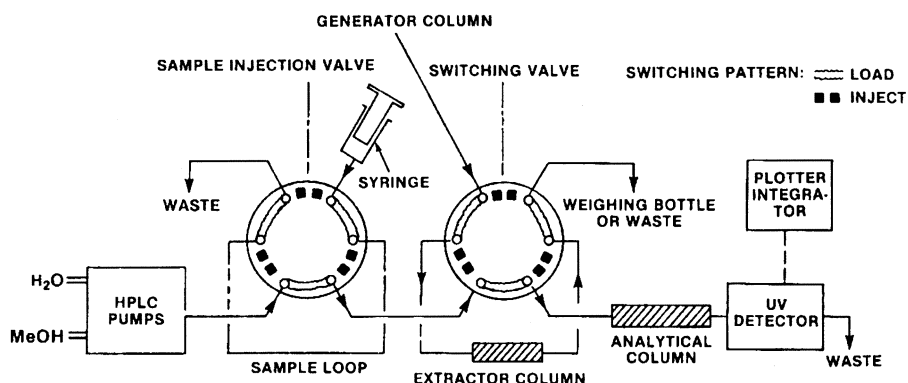 GENERATOR COLUMN
SAMPLE INJECTION VALVE
SWITCHING VALVE
SWITCHING PATTERN: LOAD
INJECT
SYRINGE
WASTE
WEIGHING BOTTLE
OR WASTE
PLOTTER
INTEGRA-
TOR
H₂O
MeOH
HPLC
PUMPS
SAMPLE LOOP
EXTRACTOR COLUMN
ANALYTICAL
COLUMN
UV
DETECTOR
WASTE